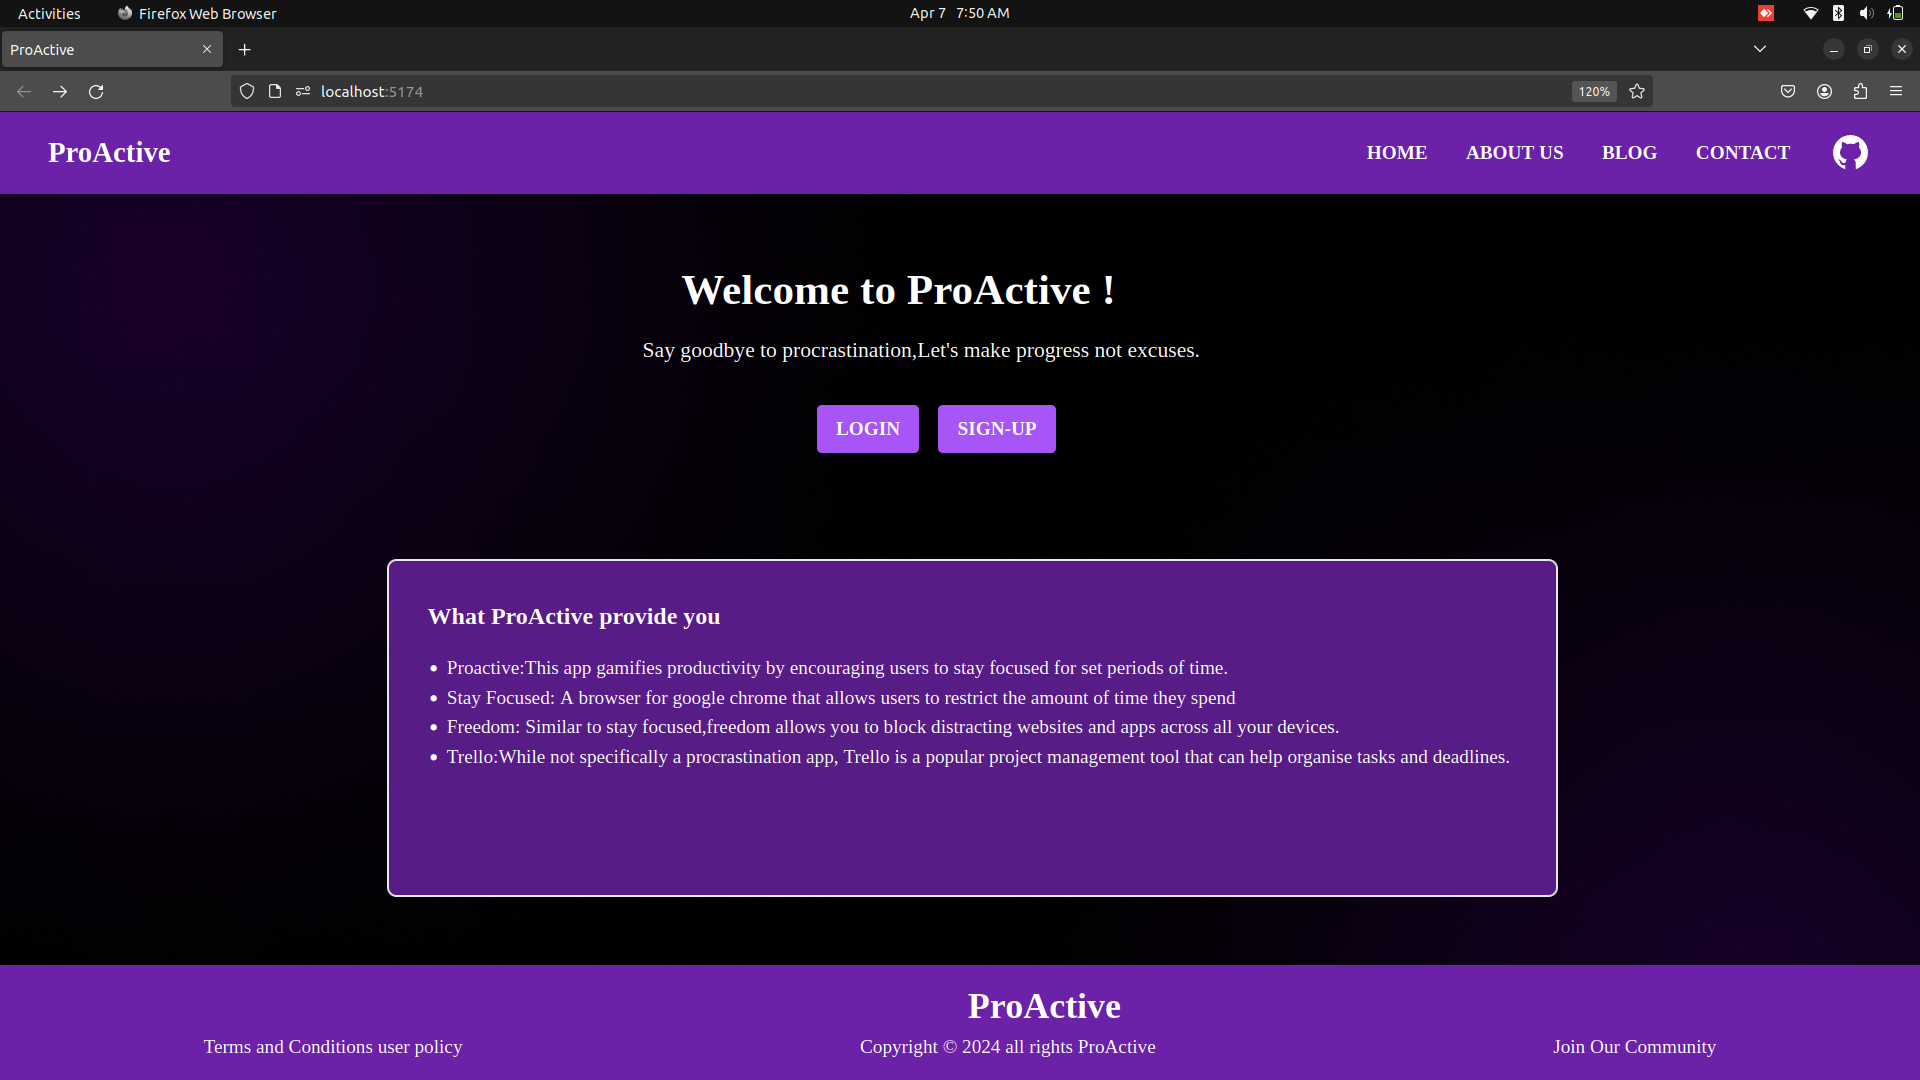 Activities Firefox Web Browser Apr 7 7:50 AM
ProActive
localhost:5174 120%
ProActive HOME ABOUT US BLOG CONTACT
Welcome to ProActive !
Say goodbye to procrastination,Let's make progress not excuses.
LOGIN SIGN-UP
What ProActive provide you
Proactive:This app gamifies productivity by encouraging users to stay focused for set periods of time.
Stay Focused: A browser for google chrome that allows users to restrict the amount of time they spend
Freedom: Similar to stay focused,freedom allows you to block distracting websites and apps across all your devices.
Trello:While not specifically a procrastination app, Trello is a popular project management tool that can help organise tasks and deadlines.
ProActive
Terms and Conditions user policy Copyright © 2024 all rights ProActive Join Our Community